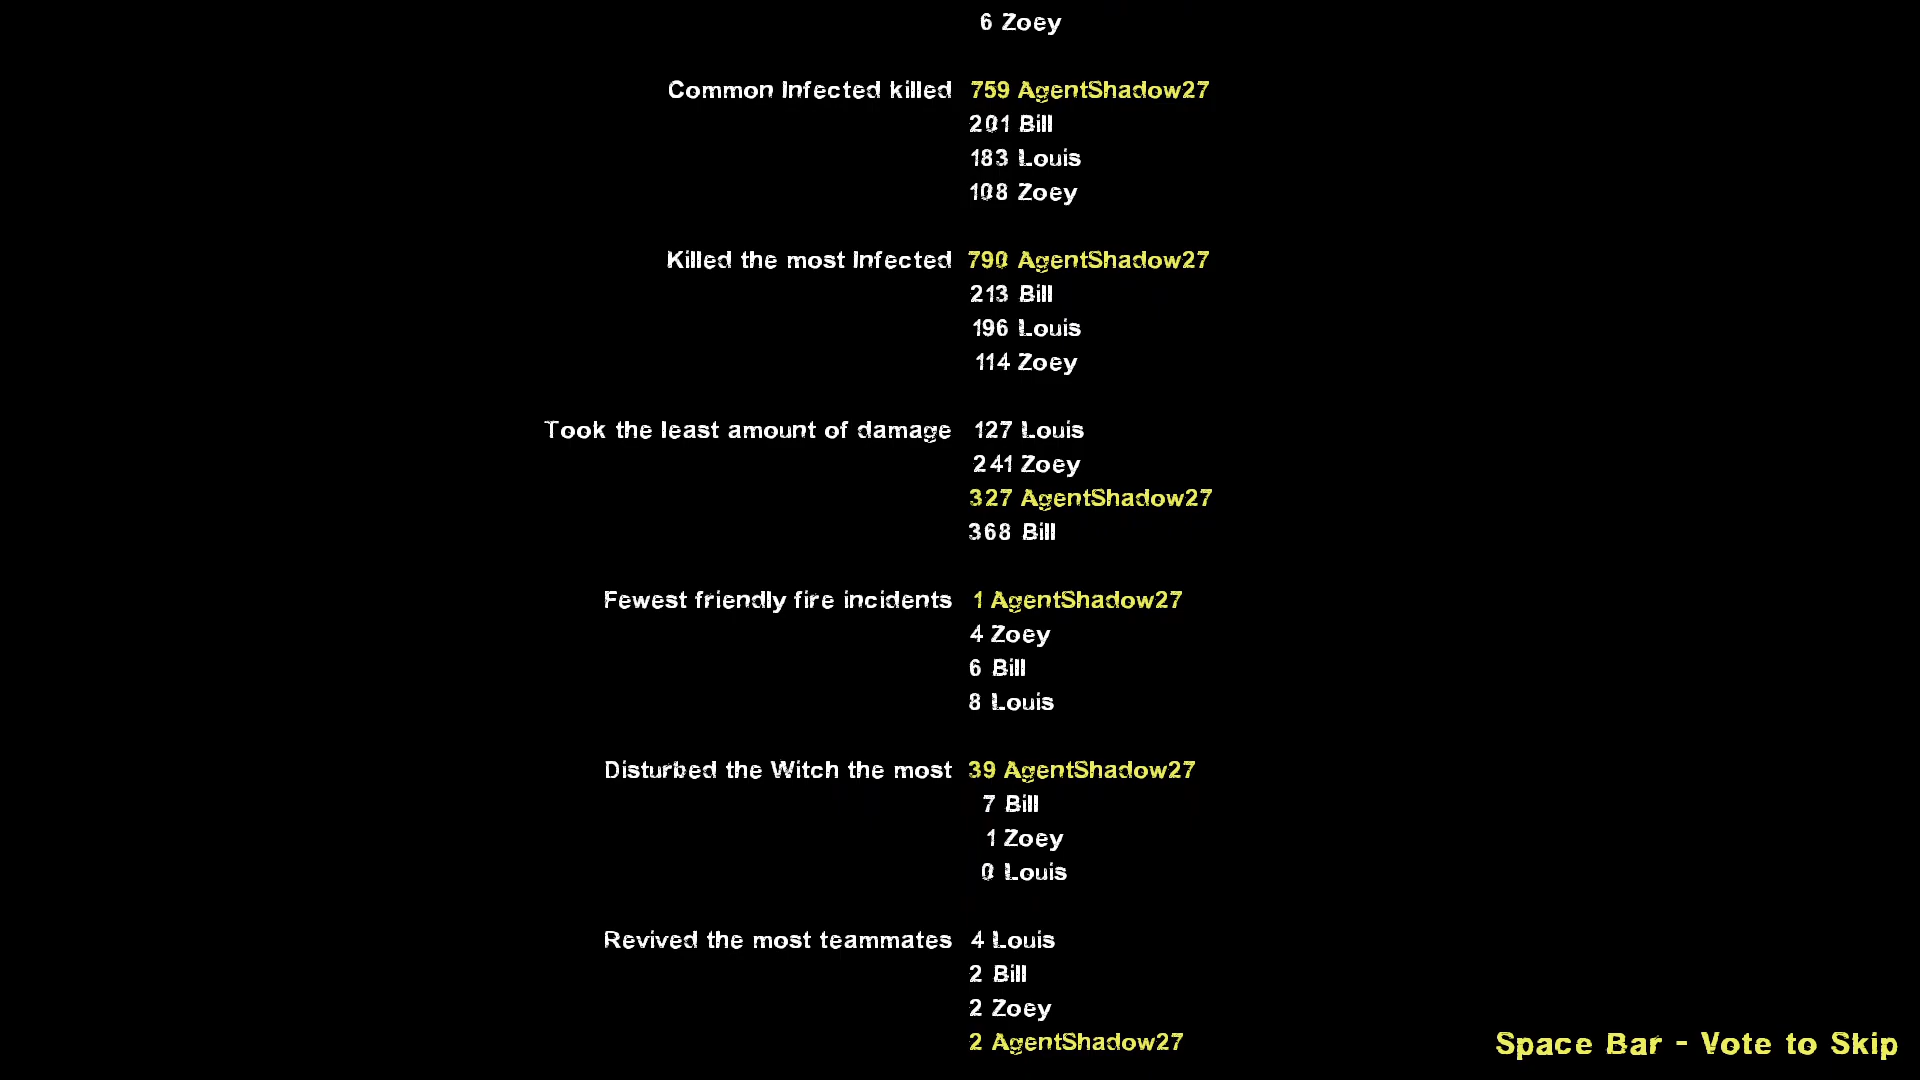 6 Zoey
Common Infected killed 759 AgentShadow27
201 Bill
183 Louis
108 Zoey
Killed the most Infected 790 AgentShadow27
213 Bill
196 Louis
114 Zoey
Took the least amount of damage 127 Louis
241 Zoey
327 AgentShadow27
368 Bill
Fewest friendly fire incidents 1 AgentShadow27
4 Zoey
6 Bill
8 Louis
Disturbed the Witch the most 39 AgentShadow27
7 Bill
1 Zoey
0 Louis
Revived the most teammates 4 Louis
2 Bill
2 Zoey
2 AgentShadow27
Space Bar - Vote to Skip